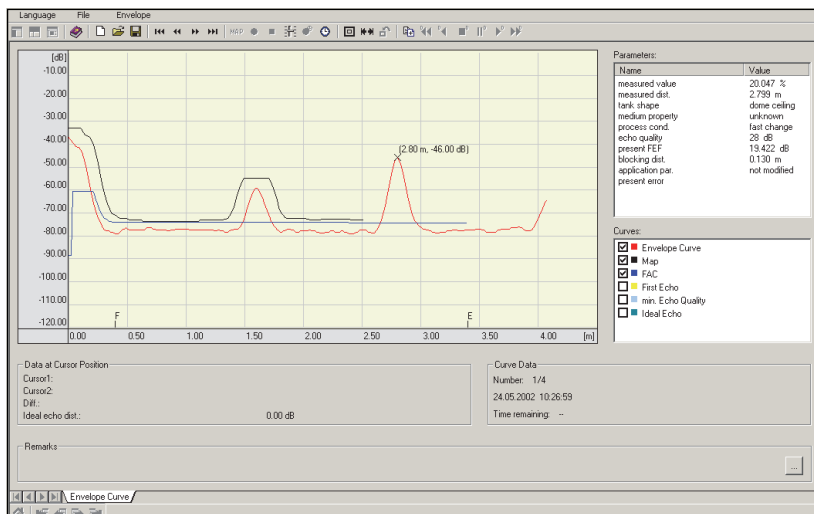 Language File Envelope
MAP
[dB]
-10.00
-20.00
-30.00
-40.00
-50.00
-60.00
-70.00
-80.00
-90.00
-100.00
-110.00
-120.00
(2.80 m, -46.00 dB)
F
E
0.00 0.50 1.00 1.50 2.00 2.50 3.00 3.50 4.00 [m]
Parameters:
Name Value
measured value 20.047 %
measured dist. 2.799 m
tank shape dome ceiling
medium property unknown
process cond. fast change
echo quality 28 dB
present FEF 19.422 dB
blocking dist. 0.130 m
application par. not modified
present error
Curves:
Envelope Curve
Map
FAC
First Echo
min. Echo Quality
Ideal Echo
Data at Cursor Position
Cursor1:
Cursor2:
Diff.:
Ideal echo dist.: 0.00 dB
Curve Data
Number: 1/4
24.05.2002 10:26:59
Time remaining: --
Remarks
...
Envelope Curve